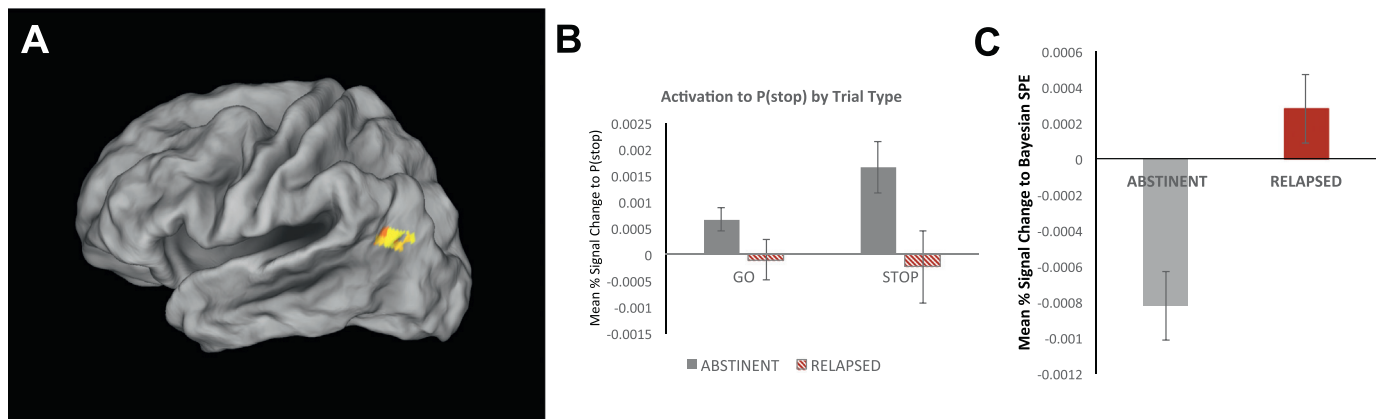 A
B
Activation to P(stop) by Trial Type
Mean % Signal Change to P(stop)
0.0025
0.002
0.0015
0.001
0.0005
0
-0.0005
-0.001
-0.0015
GO
STOP
ABSTINENT
RELAPSED
C
Mean % Signal Change to Bayesian SPE
0.0006
0.0004
0.0002
0
-0.0002
-0.0004
-0.0006
-0.0008
-0.001
-0.0012
ABSTINENT
RELAPSED